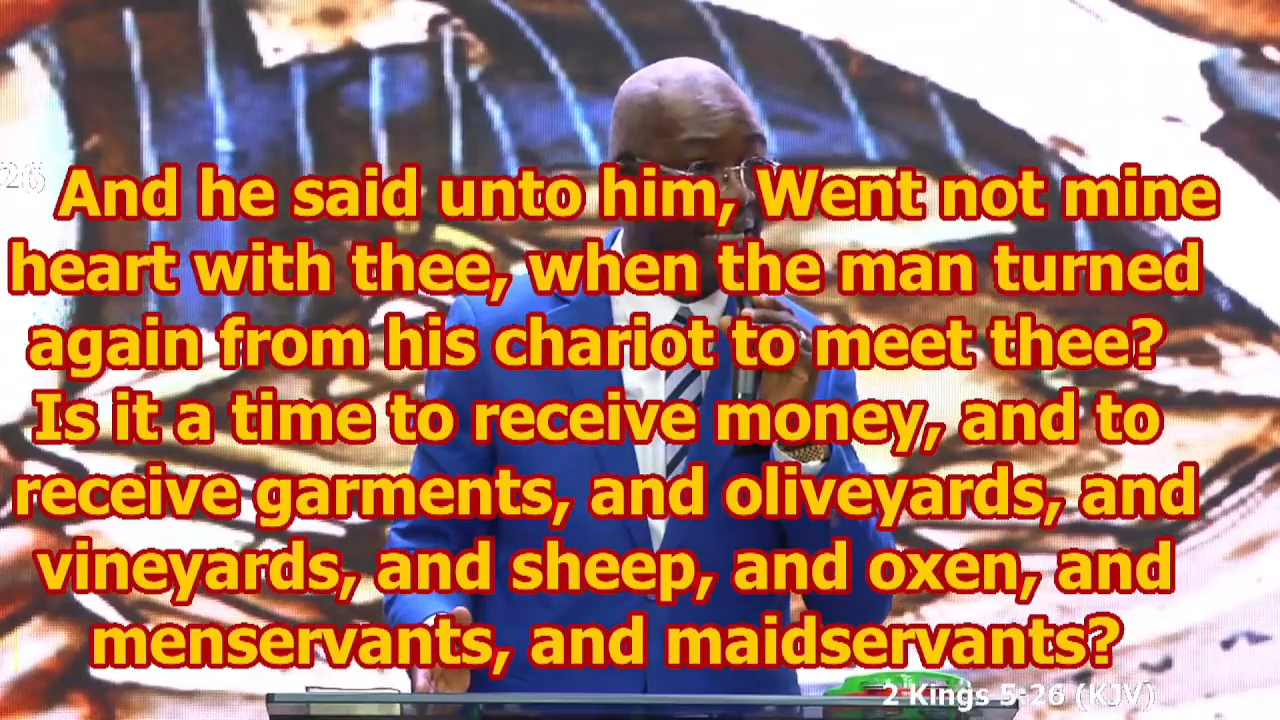 26 And he said unto him, Went not mine
heart with thee, when the man turned
again from his chariot to meet thee?
Is it a time to receive money, and to
receive garments, and oliveyards, and
vineyards, and sheep, and oxen, and
menservants, and maidservants?
2 Kings 5:26 (KJV)